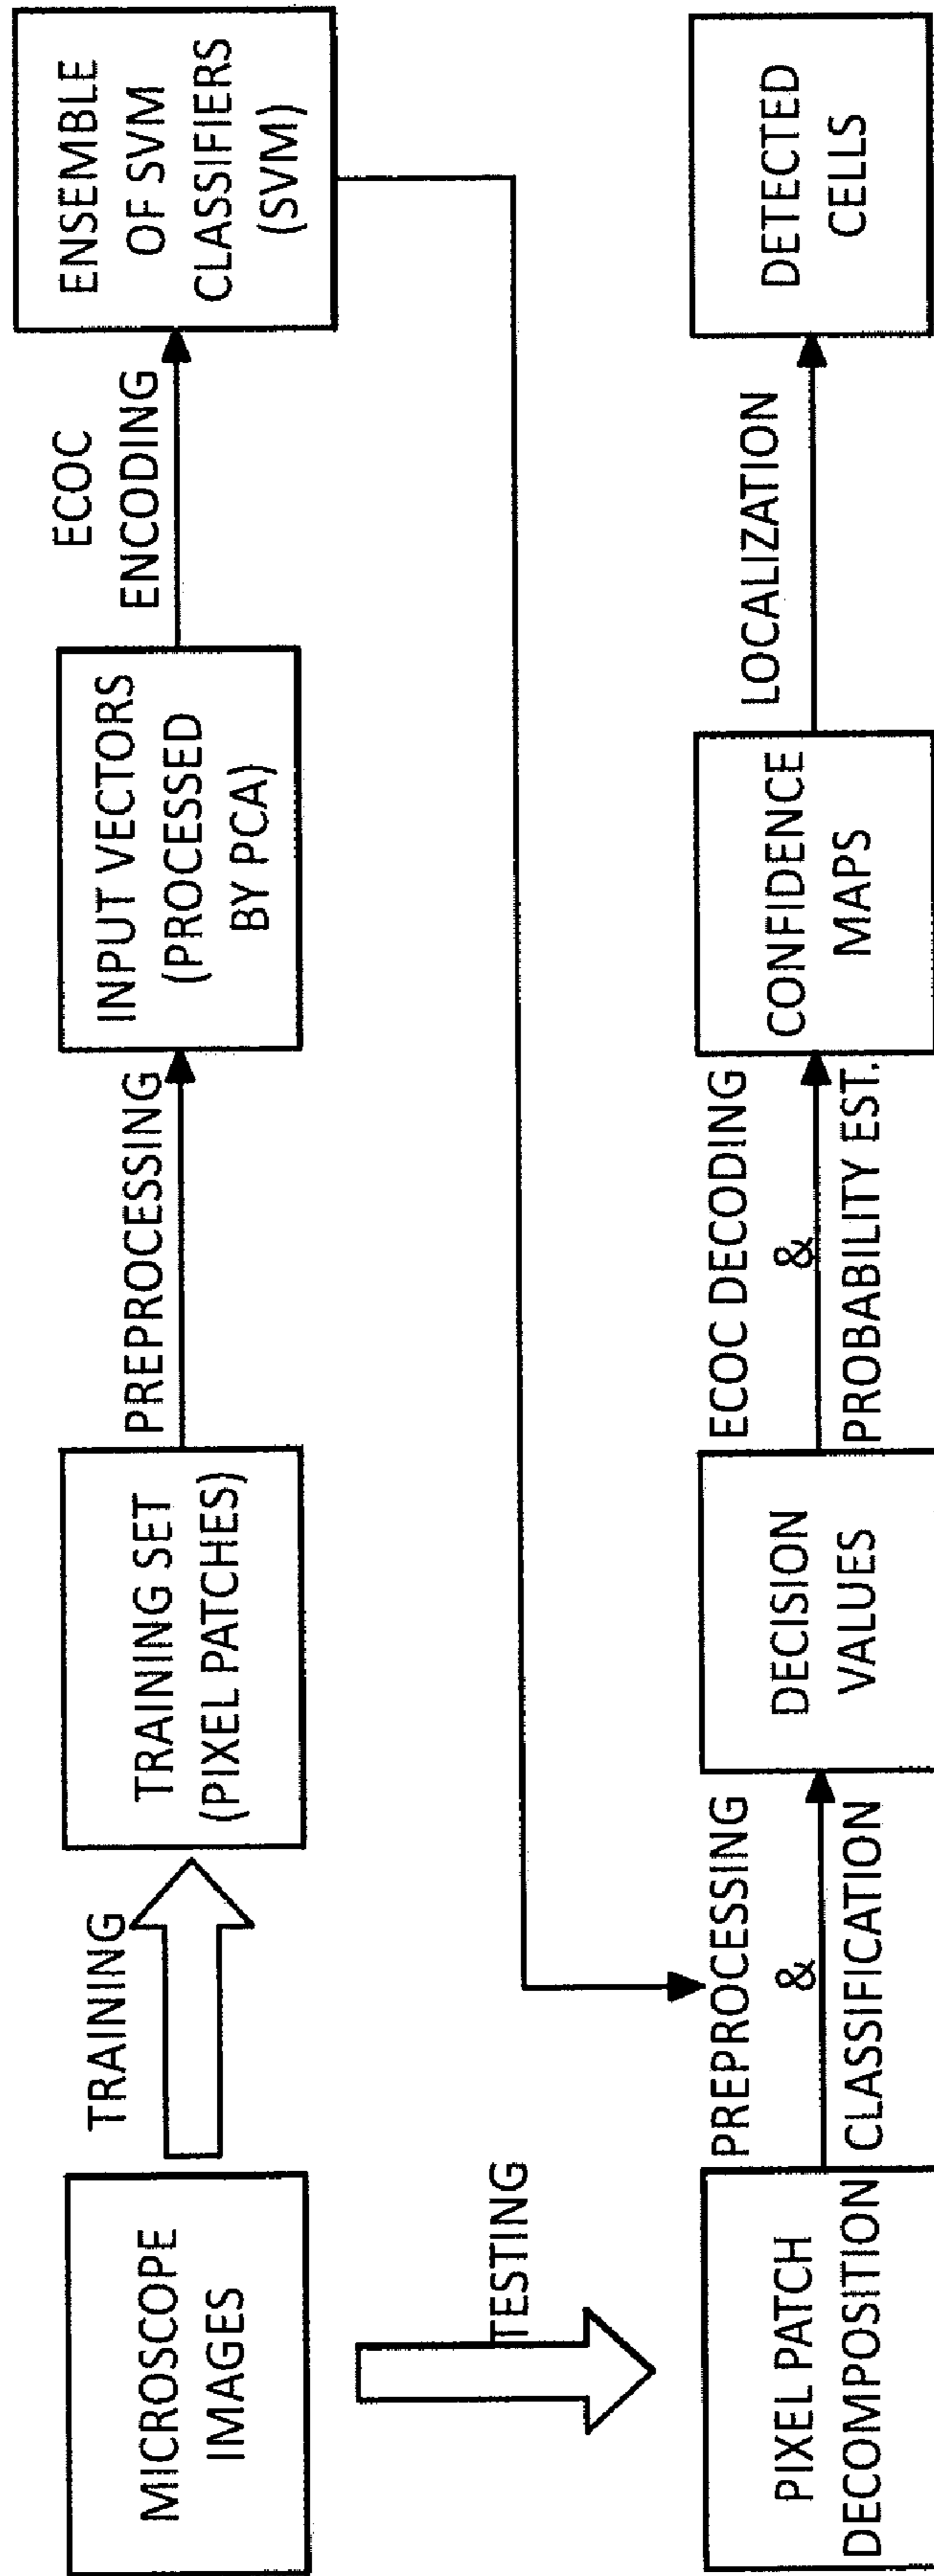 MICROSCOPE
IMAGES
TRAINING
TRAINING SET
(PIXEL PATCHES)
PREPROCESSING
INPUT VECTORS
(PROCESSED
BY PCA)
ECOC
ENCODING
ENSEMBLE
OF SVM
CLASSIFIERS
(SVM)
TESTING
PIXEL PATCH
DECOMPOSITION
PREPROCESSING
&
CLASSIFICATION
DECISION
VALUES
ECOC DECODING
&
PROBABILITY EST.
CONFIDENCE
MAPS
LOCALIZATION
DETECTED
CELLS